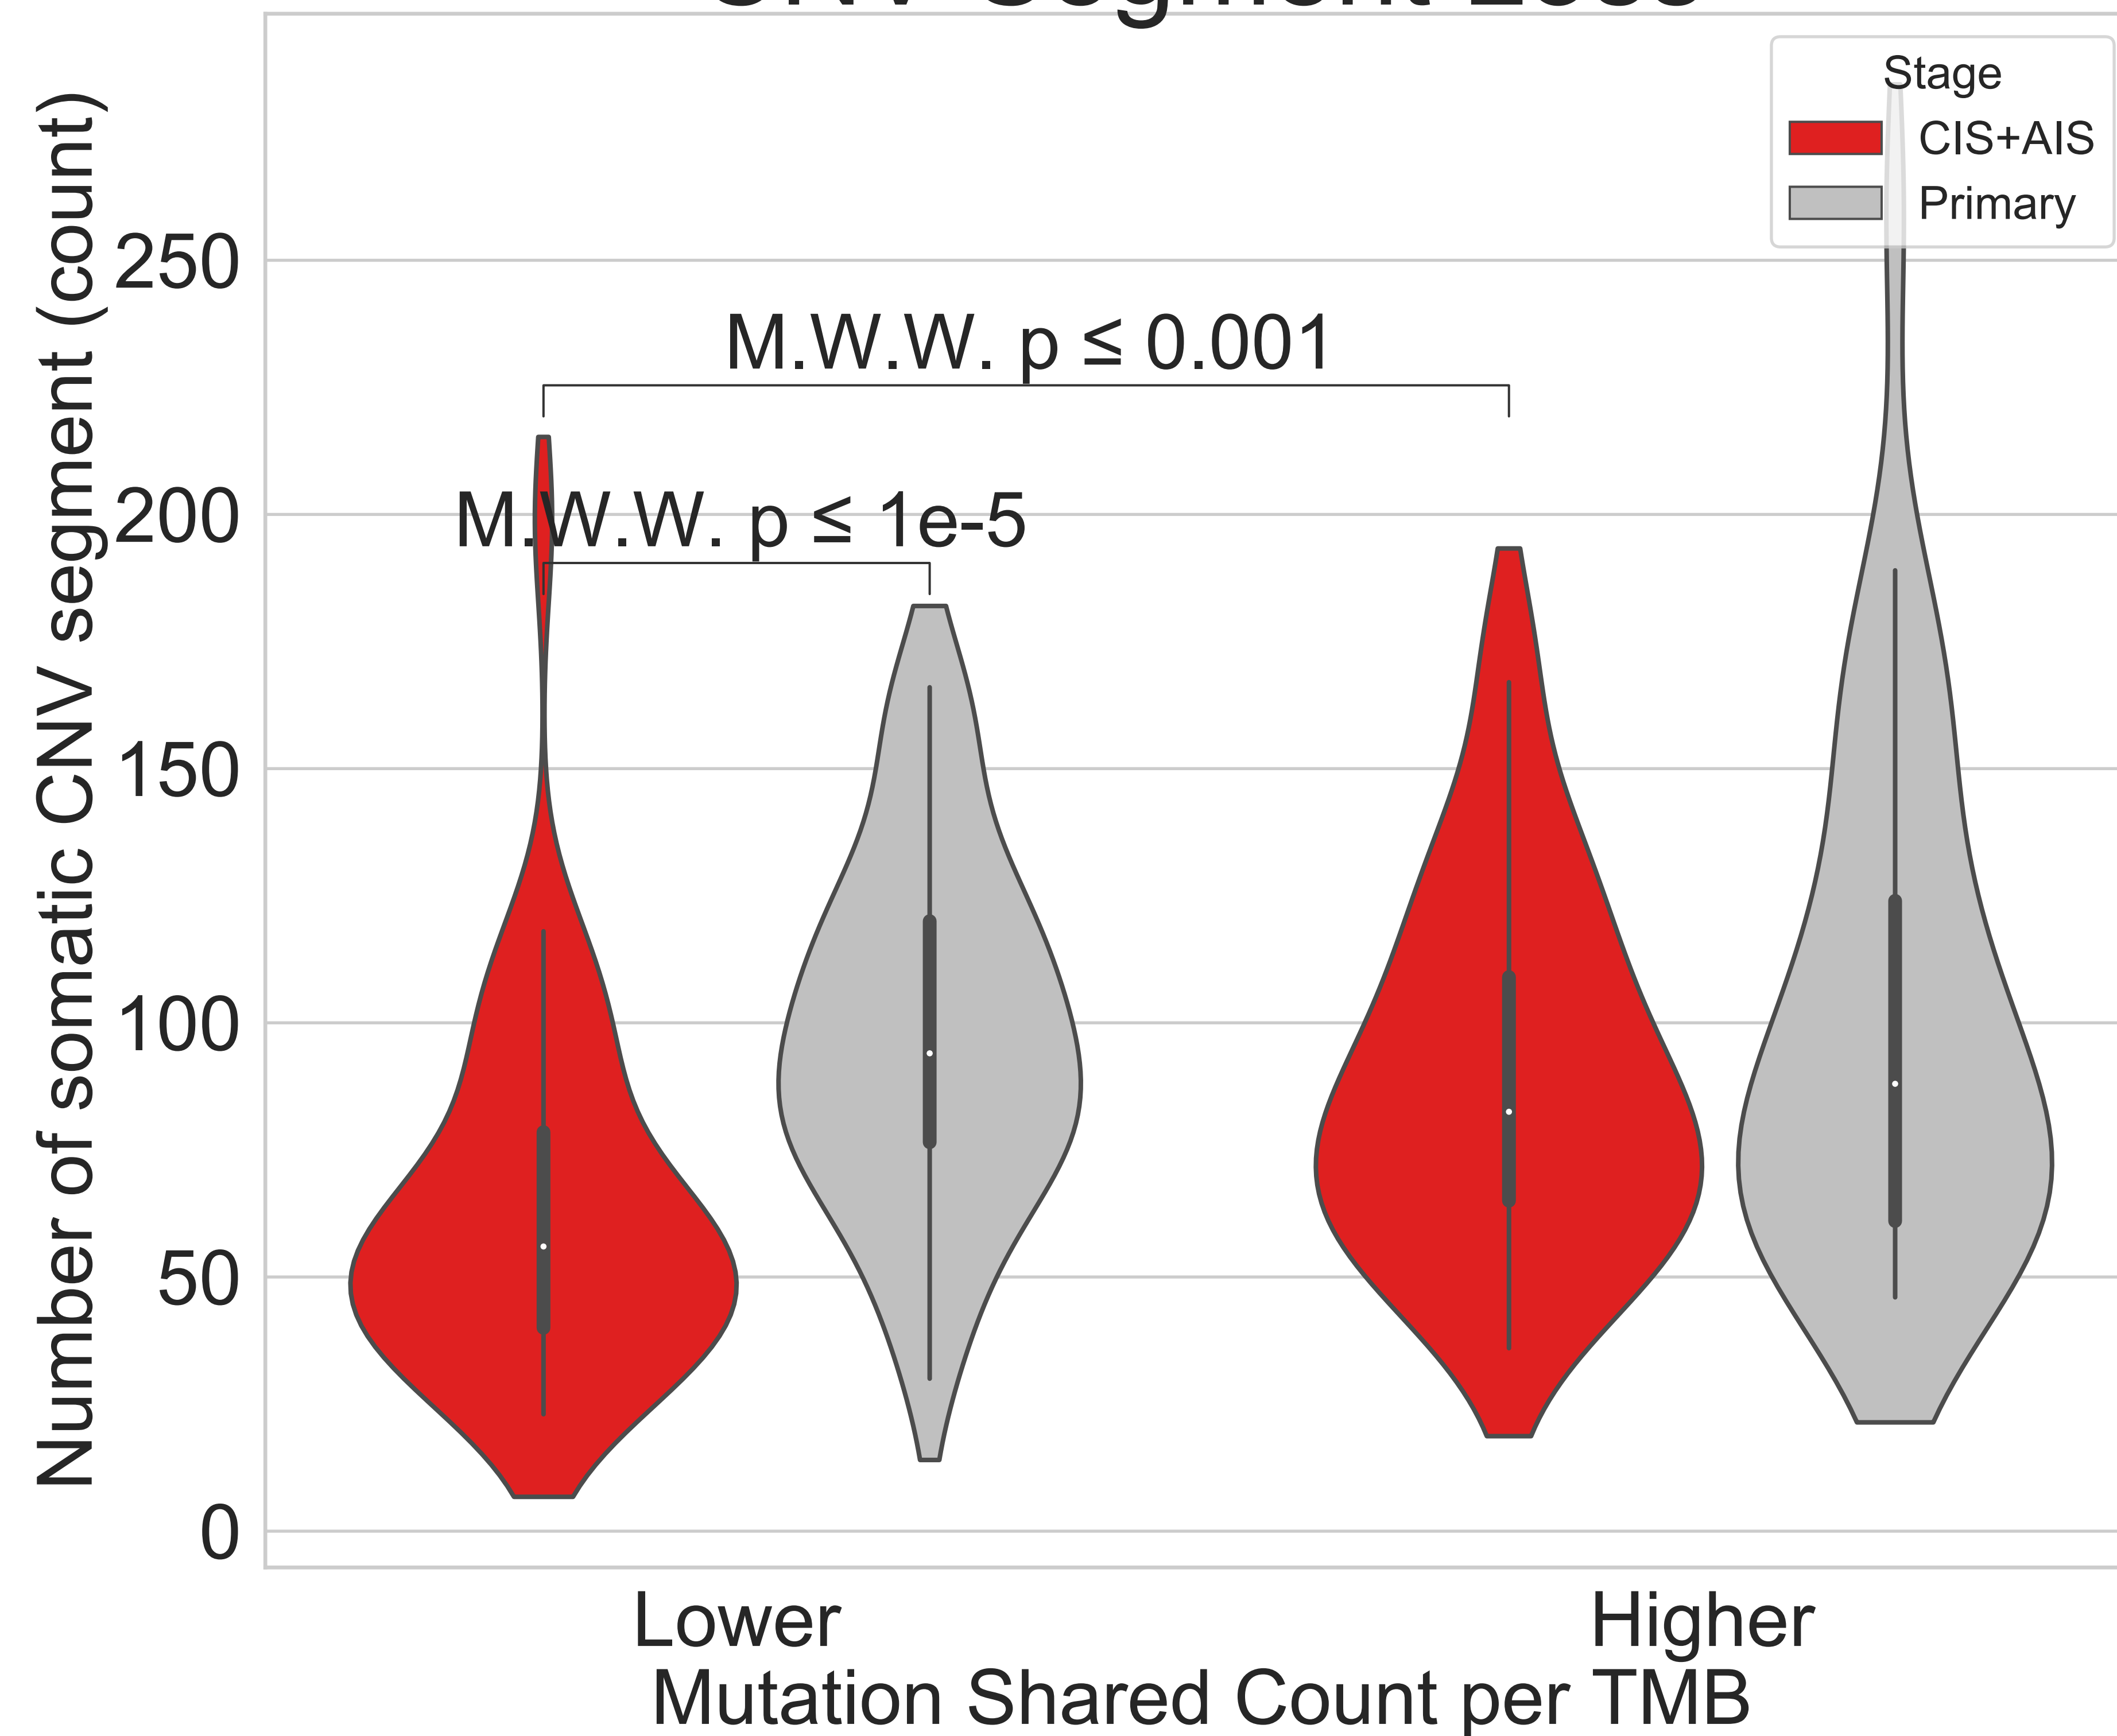 Number of somatic CNV segment (count)
250
200
150
100
50
0
Stage
CIS+AIS
Primary
M.W.W. p ≤ 0.001
M.W.W. p ≤ 1e-5
Lower
Higher
Mutation Shared Count per TMB